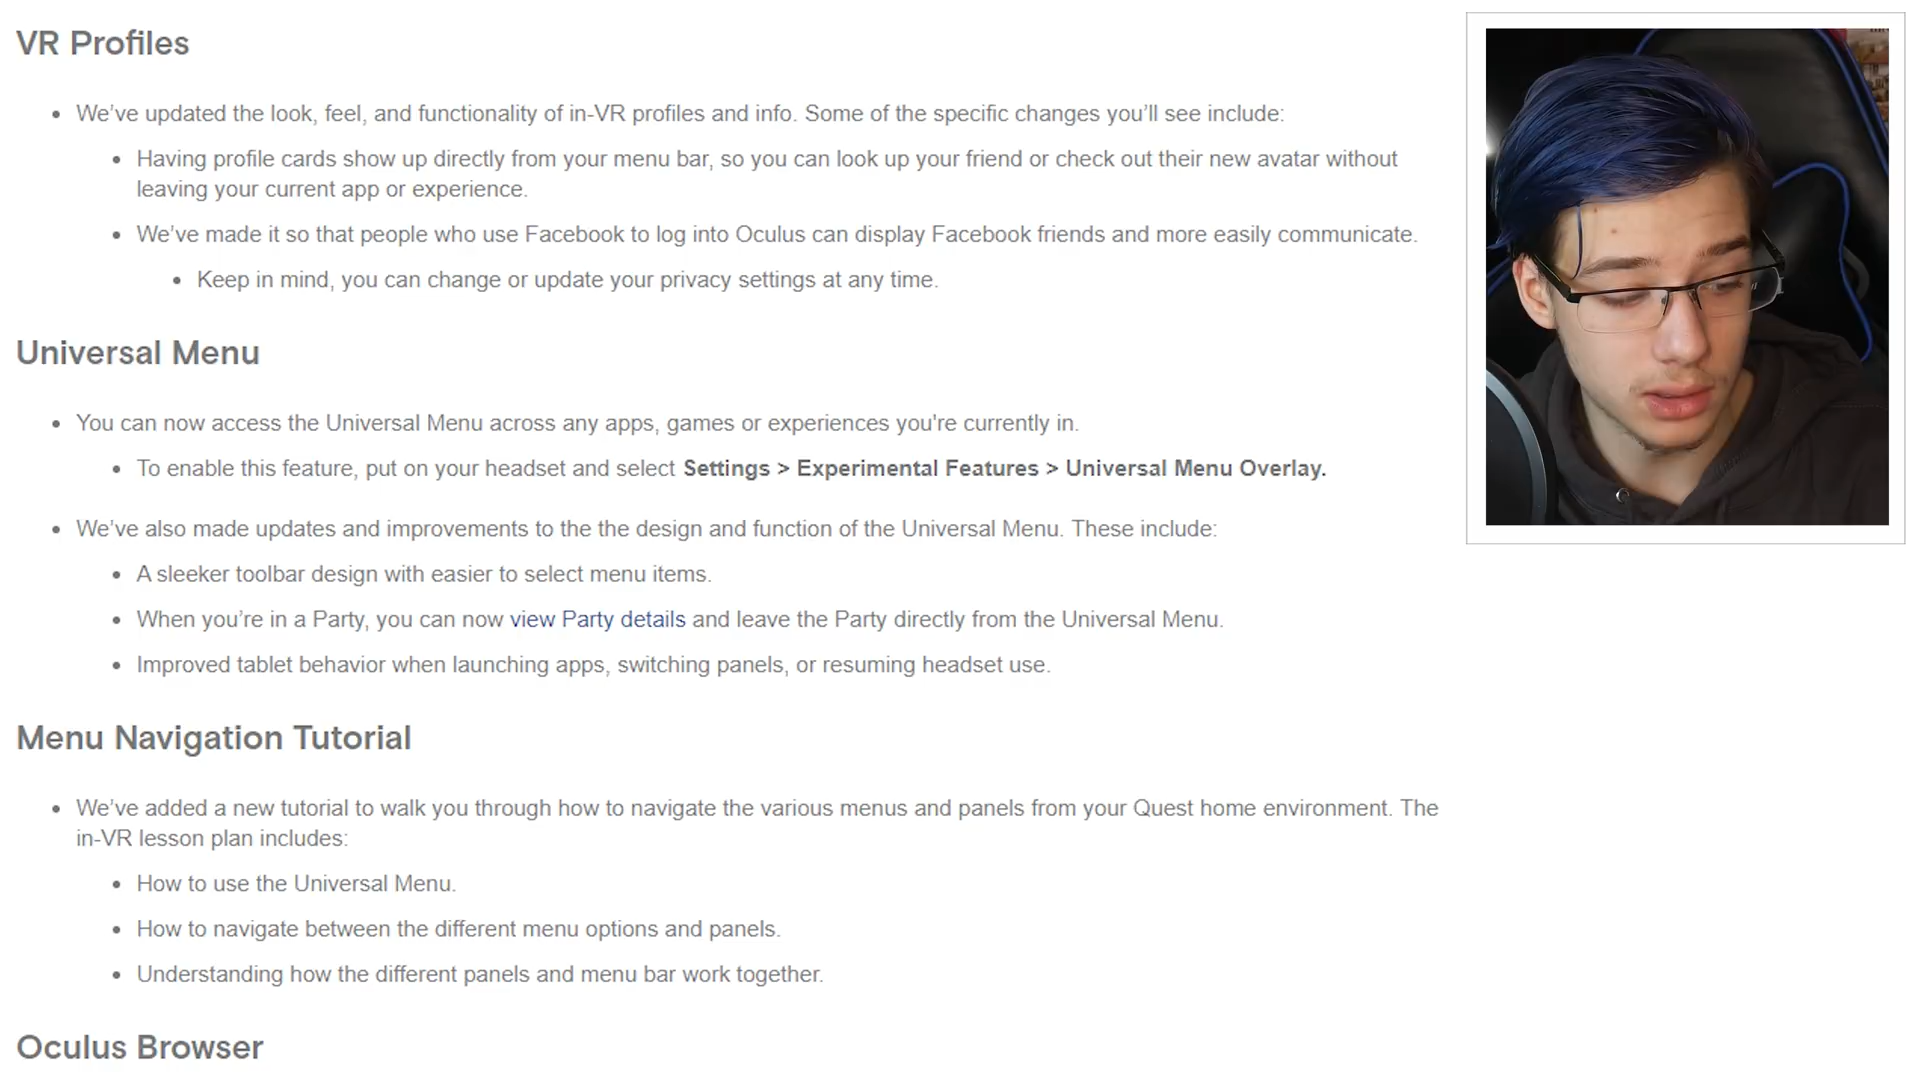 VR Profiles
We've updated the look, feel, and functionality of in-VR profiles and info. Some of the specific changes you'll see include:
Having profile cards show up directly from your menu bar, so you can look up your friend or check out their new avatar without
leaving your current app or experience.
We've made it so that people who use Facebook to log into Oculus can display Facebook friends and more easily communicate.
Keep in mind, you can change or update your privacy settings at any time.
Universal Menu
You can now access the Universal Menu across any apps, games or experiences you're currently in.
To enable this feature, put on your headset and select Settings > Experimental Features > Universal Menu Overlay.
We've also made updates and improvements to the the design and function of the Universal Menu. These include:
A sleeker toolbar design with easier to select menu items.
When you're in a Party, you can now view Party details and leave the Party directly from the Universal Menu.
Improved tablet behavior when launching apps, switching panels, or resuming headset use.
Menu Navigation Tutorial
We've added a new tutorial to walk you through how to navigate the various menus and panels from your Quest home environment. The
in-VR lesson plan includes:
How to use the Universal Menu.
How to navigate between the different menu options and panels.
Understanding how the different panels and menu bar work together.
Oculus Browser